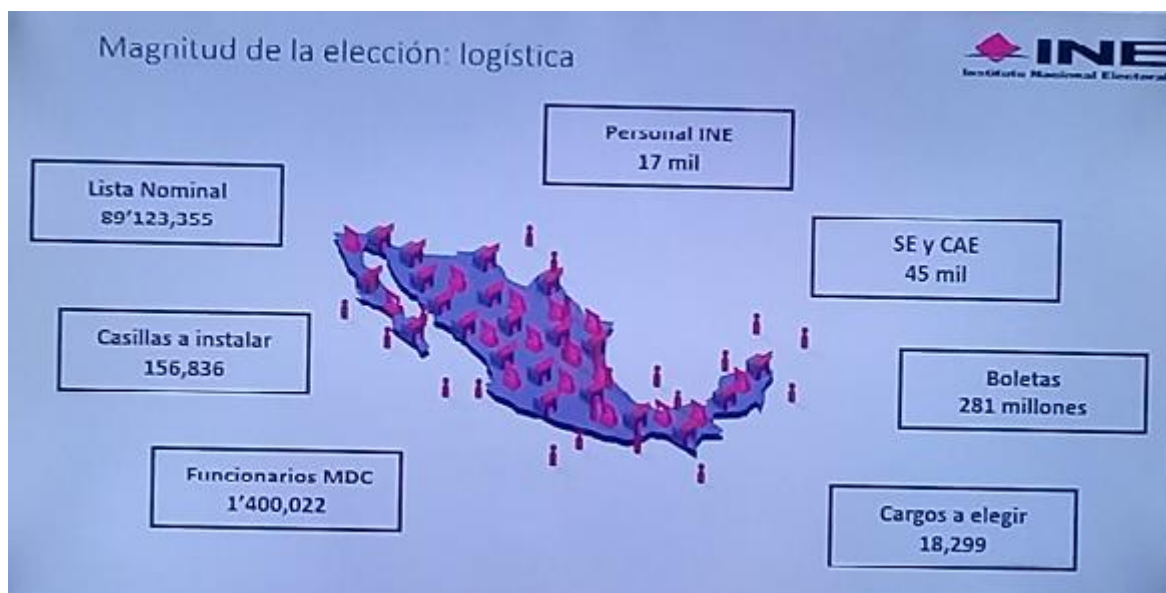 Magnitud de la elección: logística
INE
Instituto Nacional Electoral
Personal INE
17 mil
Lista Nominal
89'123,355
SE y CAE
45 mil
Casillas a instalar
156,836
Boletas
281 millones
Funcionarios MDC
1'400,022
Cargos a elegir
18,299